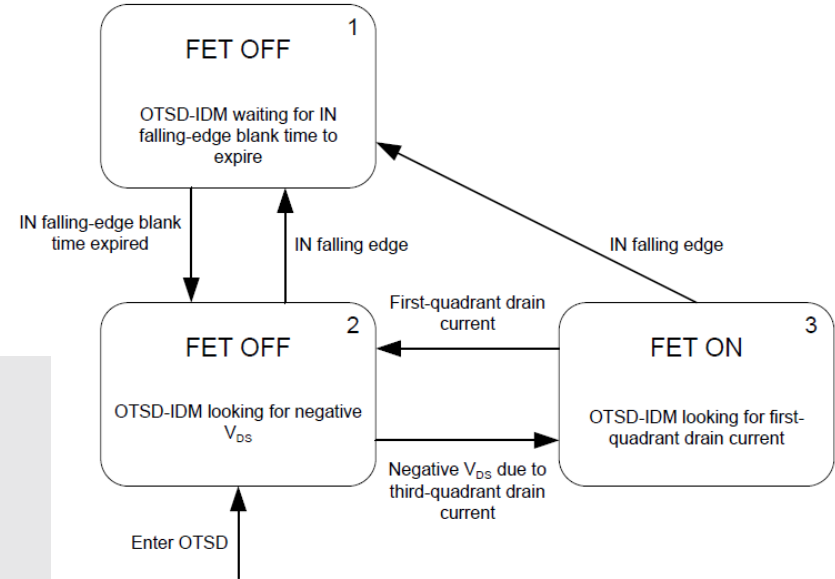 1
FET OFF
OTSD-IDM waiting for IN
falling-edge blank time to
expire
IN falling-edge blank
time expired
IN falling edge
IN falling edge
First-quadrant drain
current
2
FET OFF
OTSD-IDM looking for negative
V_DS
3
FET ON
OTSD-IDM looking for first-
quadrant drain current
Negative V_DS due to
third-quadrant drain
current
Enter OTSD